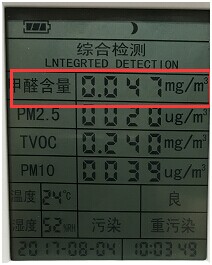 综合检测
LNTEGRTED DETECTION
甲醛含量 0.047 mg/m³
PM2.5 0020 ug/m³
TVOC 0.240 mg/m³
PM10 0039 ug/m³
温度 24℃ 良
湿度 52%RH 污染 重污染
2017-08-04 10:03 49